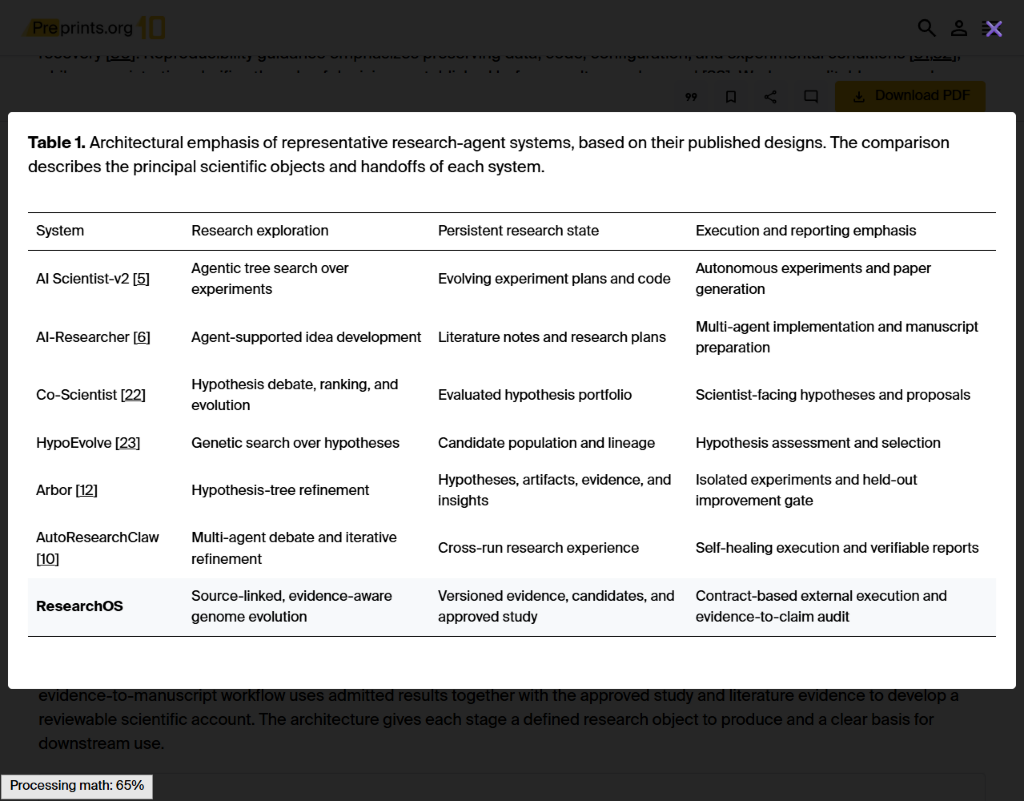 Preprints.org 10
99
Download PDF
Table 1. Architectural emphasis of representative research-agent systems, based on their published designs. The comparison
describes the principal scientific objects and handoffs of each system.
System Research exploration Persistent research state Execution and reporting emphasis
AI Scientist-v2 [5] Agentic tree search over experiments Evolving experiment plans and code Autonomous experiments and paper generation
AI-Researcher [6] Agent-supported idea development Literature notes and research plans Multi-agent implementation and manuscript preparation
Co-Scientist [22] Hypothesis debate, ranking, and evolution Evaluated hypothesis portfolio Scientist-facing hypotheses and proposals
HypoEvolve [23] Genetic search over hypotheses Candidate population and lineage Hypothesis assessment and selection
Arbor [12] Hypothesis-tree refinement Hypotheses, artifacts, evidence, and insights Isolated experiments and held-out improvement gate
AutoResearchClaw [10] Multi-agent debate and iterative refinement Cross-run research experience Self-healing execution and verifiable reports
ResearchOS Source-linked, evidence-aware genome evolution Versioned evidence, candidates, and approved study Contract-based external execution and evidence-to-claim audit
evidence-to-manuscript workflow uses admitted results together with the approved study and literature evidence to develop a
reviewable scientific account. The architecture gives each stage a defined research object to produce and a clear basis for
downstream use.
Processing math: 65%